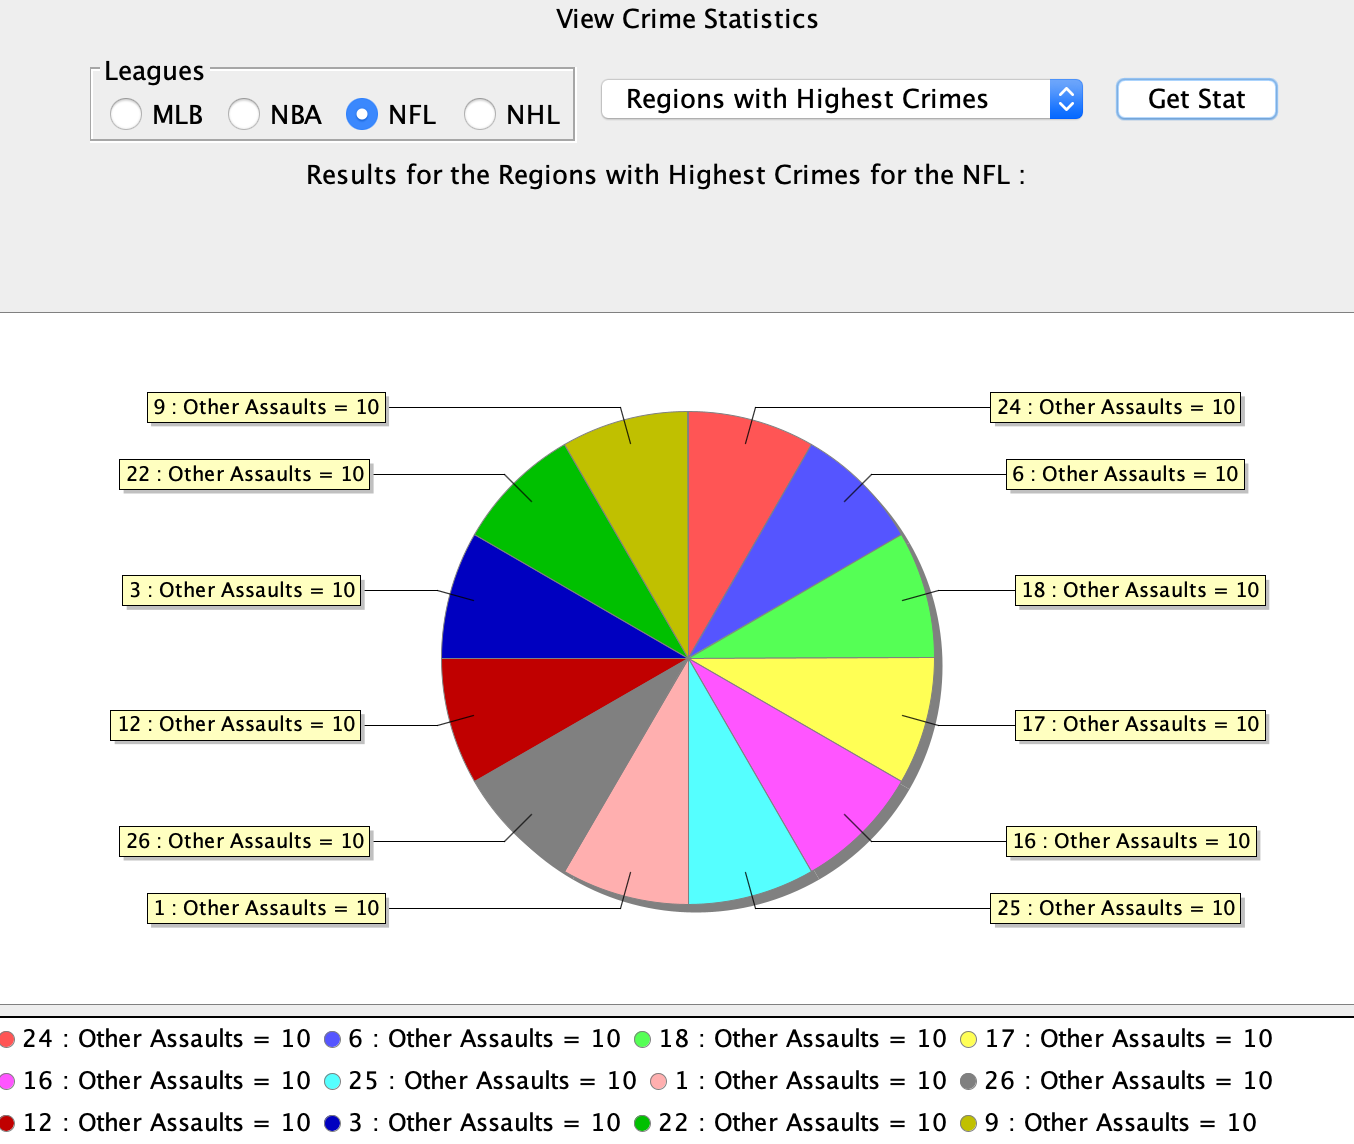 View Crime Statistics
Leagues
MLB NBA NFL NHL
Regions with Highest Crimes
Get Stat
Results for the Regions with Highest Crimes for the NFL :
9 : Other Assaults = 10
24 : Other Assaults = 10
22 : Other Assaults = 10
6 : Other Assaults = 10
3 : Other Assaults = 10
18 : Other Assaults = 10
12 : Other Assaults = 10
17 : Other Assaults = 10
26 : Other Assaults = 10
16 : Other Assaults = 10
1 : Other Assaults = 10
25 : Other Assaults = 10
24 : Other Assaults = 10 6 : Other Assaults = 10 18 : Other Assaults = 10 17 : Other Assaults = 10
16 : Other Assaults = 10 25 : Other Assaults = 10 1 : Other Assaults = 10 26 : Other Assaults = 10
12 : Other Assaults = 10 3 : Other Assaults = 10 22 : Other Assaults = 10 9 : Other Assaults = 10